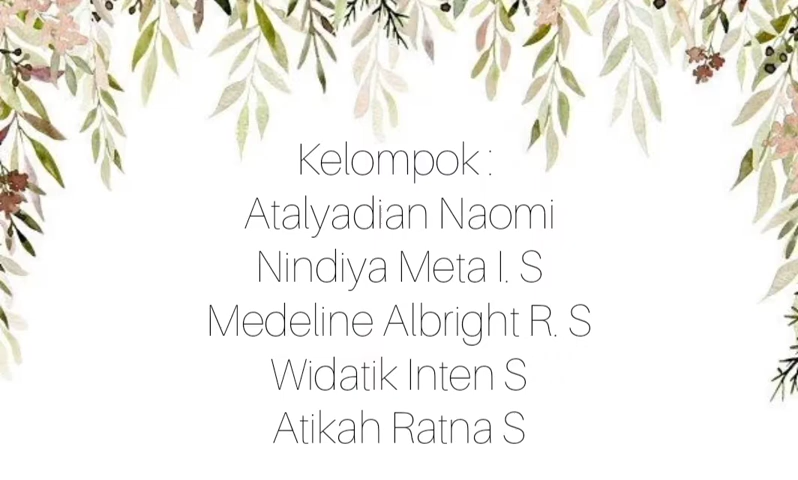 Kelompok :
Atalyadian Naomi
Nindiya Meta I. S
Medeline Albright R. S
Widatik Inten S
Atikah Ratna S